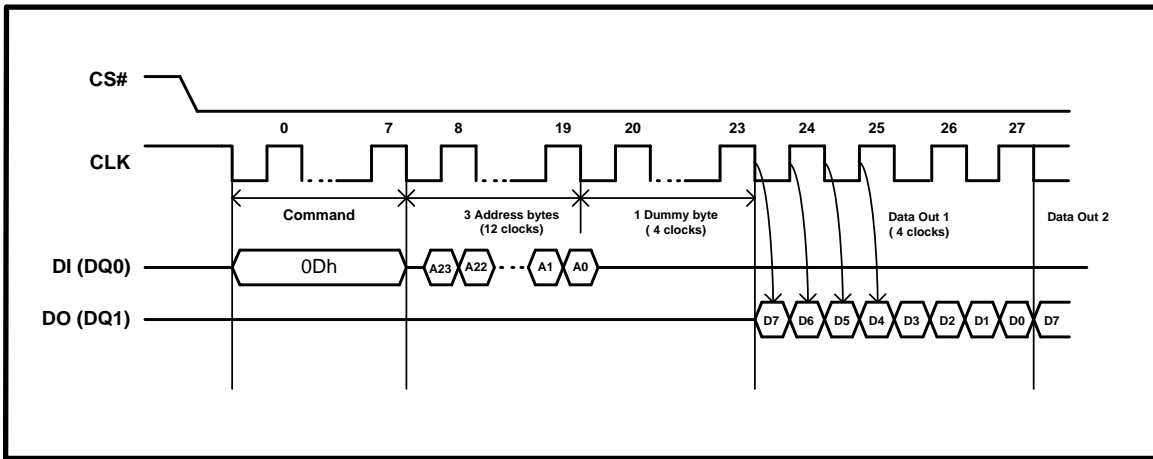 CS#
0 7 8 19 20 23 24 25 26 27
CLK
Command
3 Address bytes
(12 clocks)
1 Dummy byte
( 4 clocks)
Data Out 1
( 4 clocks)
Data Out 2
DI (DQ0)
0Dh
A23 A22 A1 A0
DO (DQ1)
D7 D6 D5 D4 D3 D2 D1 D0 D7